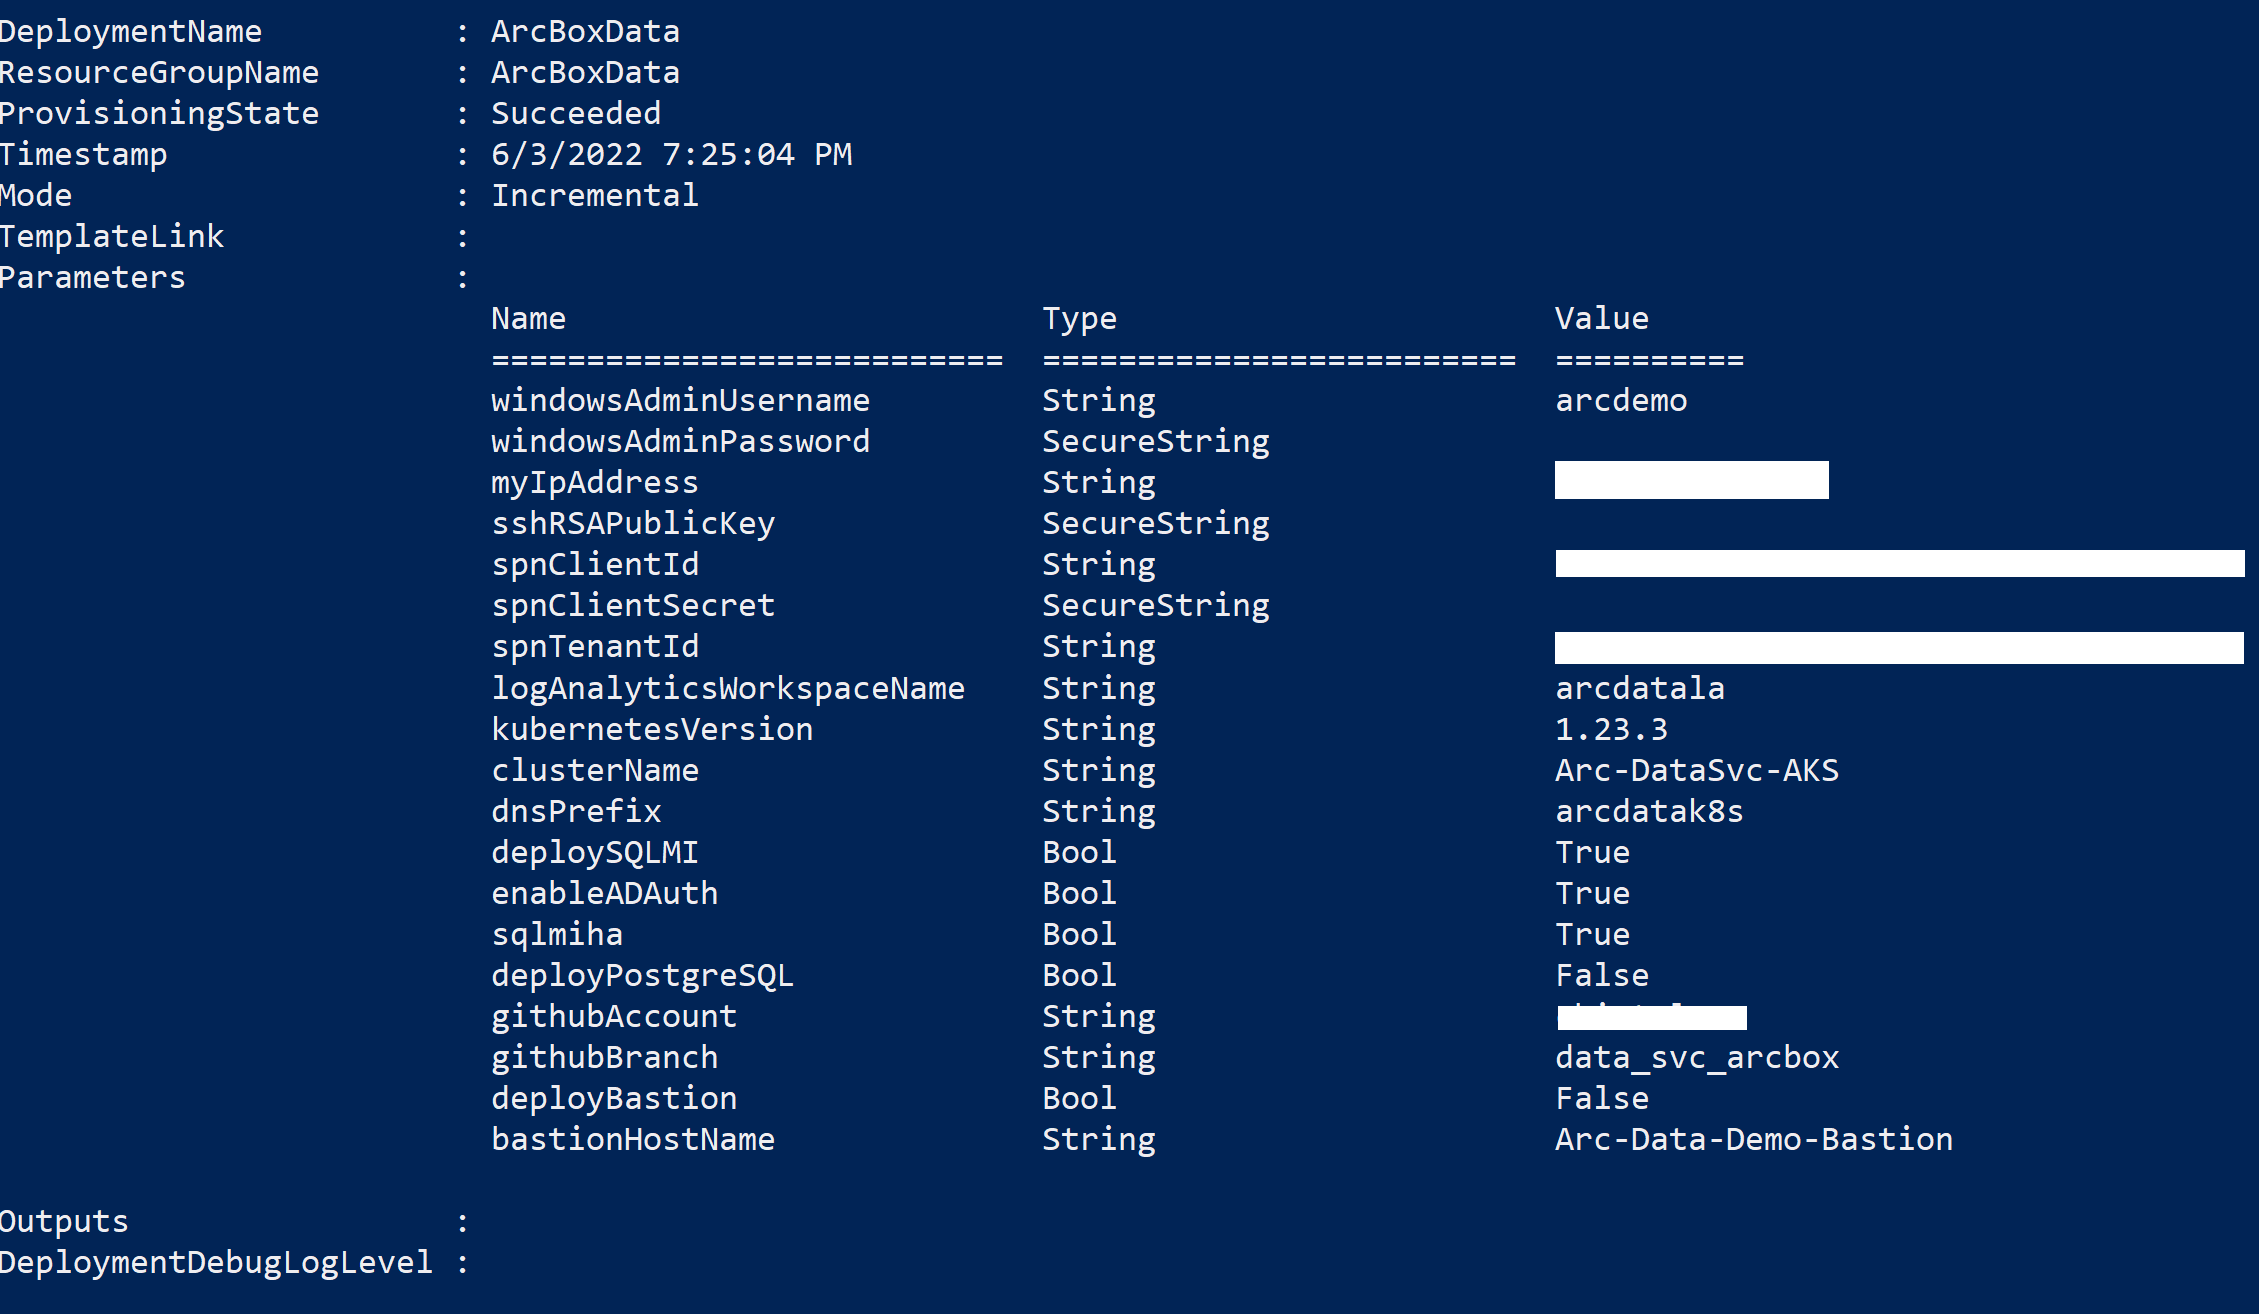 DeploymentName : ArcBoxData
ResourceGroupName : ArcBoxData
ProvisioningState : Succeeded
Timestamp : 6/3/2022 7:25:04 PM
Mode : Incremental
TemplateLink :
Parameters :
Name Type Value
=========================== ========================= ==========
windowsAdminUsername String arcdemo
windowsAdminPassword SecureString
myIpAddress String
sshRSAPublicKey SecureString
spnClientId String
spnClientSecret SecureString
spnTenantId String
logAnalyticsWorkspaceName String arcdatala
kubernetesVersion String 1.23.3
clusterName String Arc-DataSvc-AKS
dnsPrefix String arcdatak8s
deploySQLMI Bool True
enableADAuth Bool True
sqlmiha Bool True
deployPostgreSQL Bool False
githubAccount String
githubBranch String data_svc_arcbox
deployBastion Bool False
bastionHostName String Arc-Data-Demo-Bastion
Outputs :
DeploymentDebugLogLevel :